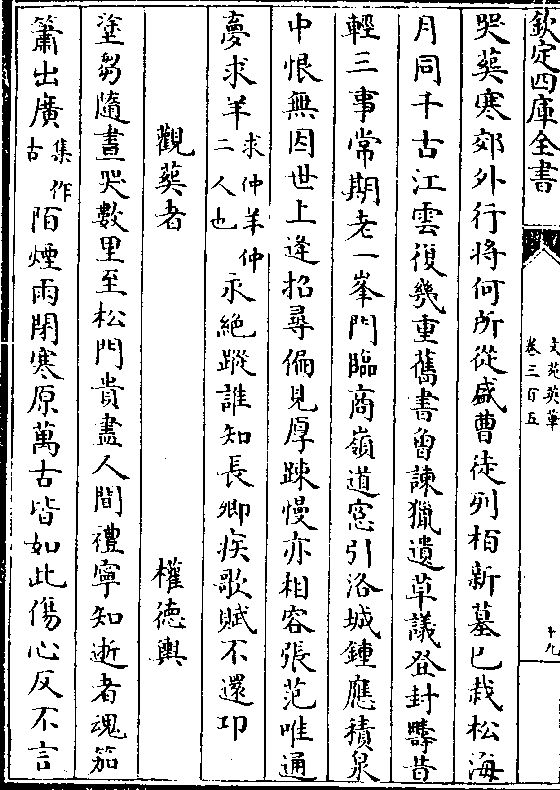 欽定四庫全書
文苑英華
卷三百五
十九
哭葬寒郊外行將何所從盛曹徒列栢新墓已栽松海
月同千古江雲復幾重舊書曾諫獵遺草議登封疇昔
輕三事常期老一峯門臨商嶺道窓引洛城鍾應積泉
中恨無因世上逢招尋偏見厚踈慢亦相容張范唯通
夢求羊求仲羊仲二人也永絶蹤誰知長卿疾歌賦不還卭
觀葬者 權德輿
塗芻隨晝哭數里至松門貴盡人間禮寧知逝者魂笳
簫出廣集作古陌煙雨閉寒原萬古皆如此傷心反不言